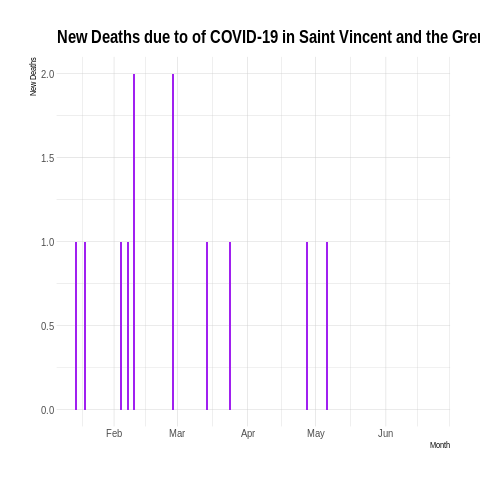 New Deaths due to of COVID-19 in Saint Vincent and the Gren
New Deaths
2.0
1.5
1.0
0.5
0.0
Feb Mar Apr May Jun
Month